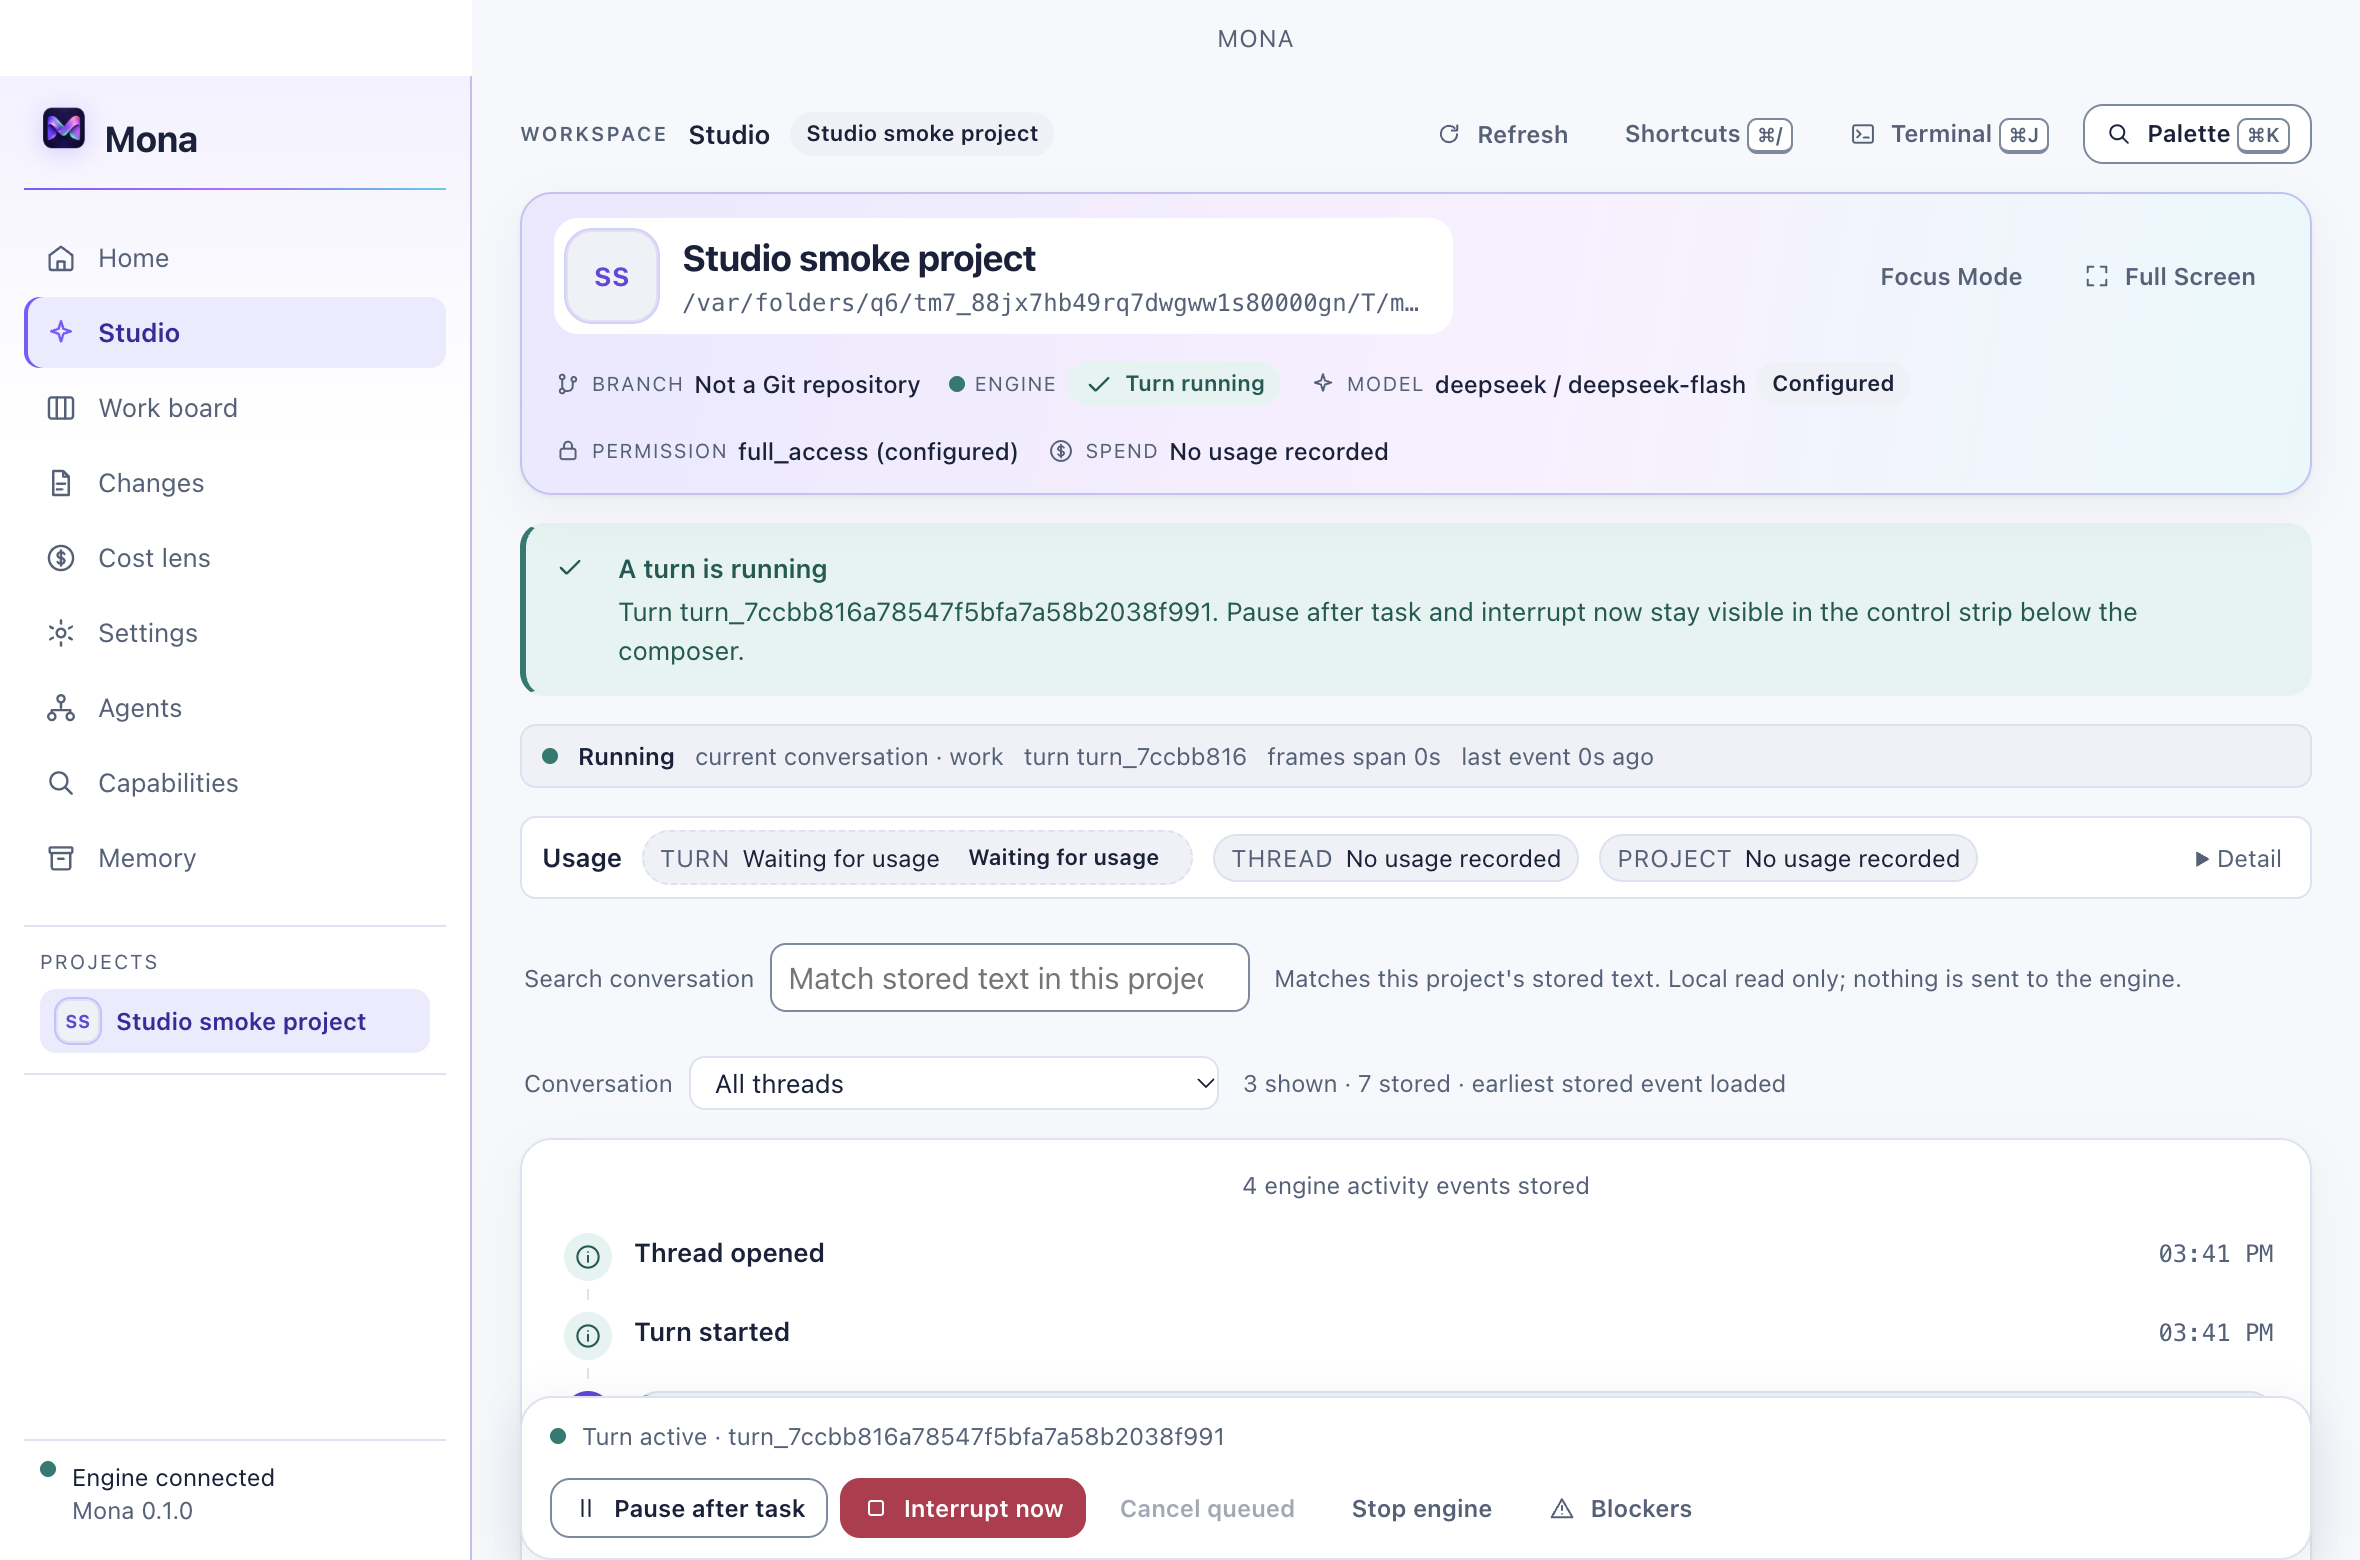 MONA
Mona
Home
Studio
Work board
Changes
Cost lens
Settings
Agents
Capabilities
Memory
PROJECTS
SS Studio smoke project
Engine connected
Mona 0.1.0
WORKSPACE Studio Studio smoke project Refresh Shortcuts ⌘/ Terminal ⌘J Palette ⌘K
SS
Studio smoke project
/var/folders/q6/tm7_88jx7hb49rq7dwgww1s80000gn/T/m…
Focus Mode Full Screen
BRANCH Not a Git repository ENGINE Turn running MODEL deepseek / deepseek-flash Configured
PERMISSION full_access (configured) SPEND No usage recorded
A turn is running
Turn turn_7ccbb816a78547f5bfa7a58b2038f991. Pause after task and interrupt now stay visible in the control strip below the
composer.
Running current conversation · work turn turn_7ccbb816 frames span 0s last event 0s ago
Usage TURN Waiting for usage Waiting for usage THREAD No usage recorded PROJECT No usage recorded Detail
Search conversation Match stored text in this projec Matches this project's stored text. Local read only; nothing is sent to the engine.
Conversation All threads 3 shown · 7 stored · earliest stored event loaded
4 engine activity events stored
Thread opened 03:41 PM
Turn started 03:41 PM
Turn active · turn_7ccbb816a78547f5bfa7a58b2038f991
Pause after task Interrupt now Cancel queued Stop engine Blockers